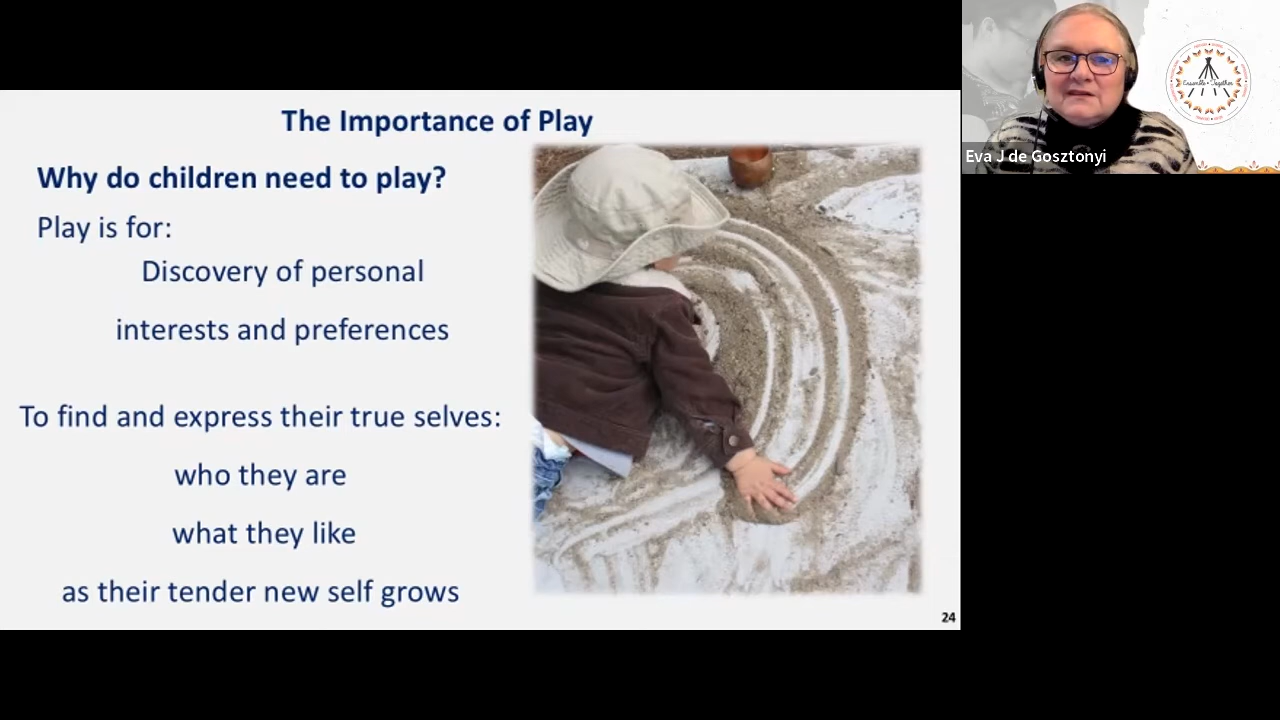 The Importance of Play
Why do children need to play?
Play is for:
Discovery of personal
interests and preferences
To find and express their true selves:
who they are
what they like
as their tender new self grows
24
Eva J de Gosztonyi
Ensemble • Together